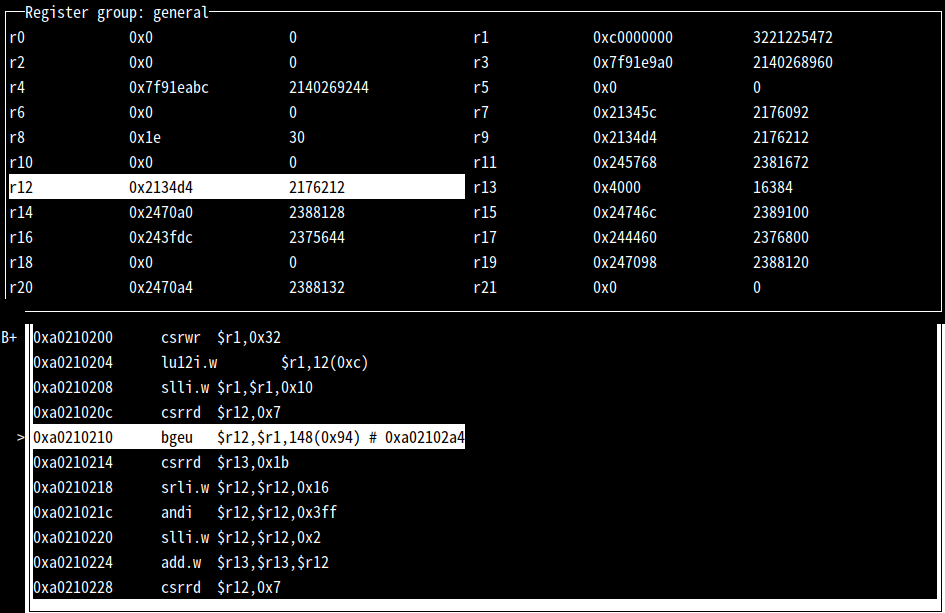 Register group: general
r0 0x0 0 r1 0xc0000000 3221225472
r2 0x0 0 r3 0x7f91e9a0 2140268960
r4 0x7f91eabc 2140269244 r5 0x0 0
r6 0x0 0 r7 0x21345c 2176092
r8 0x1e 30 r9 0x2134d4 2176212
r10 0x0 0 r11 0x245768 2381672
r12 0x2134d4 2176212 r13 0x4000 16384
r14 0x2470a0 2388128 r15 0x24746c 2389100
r16 0x243fdc 2375644 r17 0x244460 2376800
r18 0x0 0 r19 0x247098 2388120
r20 0x2470a4 2388132 r21 0x0 0
B+ 0xa0210200 csrwr $r1,0x32
0xa0210204 lu12i.w $r1,12(0xc)
0xa0210208 slli.w $r1,$r1,0x10
0xa021020c csrrd $r12,0x7
> 0xa0210210 bgeu $r12,$r1,148(0x94) # 0xa02102a4
0xa0210214 csrrd $r13,0x1b
0xa0210218 srli.w $r12,$r12,0x16
0xa021021c andi $r12,$r12,0x3ff
0xa0210220 slli.w $r12,$r12,0x2
0xa0210224 add.w $r13,$r13,$r12
0xa0210228 csrrd $r12,0x7